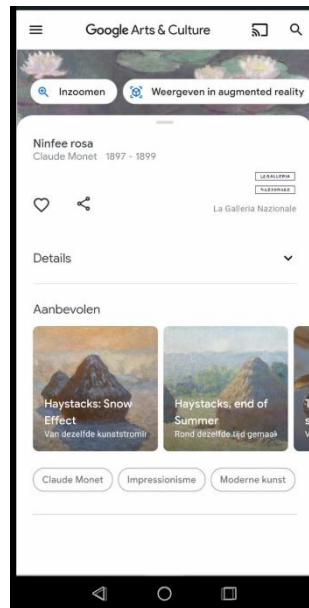 Google Arts & Culture
Inzoomen
Weergeven in augmented reality
Ninfee rosa
Claude Monet 1897 - 1899
LA GALLERIA
NAZIONALE
La Galleria Nazionale
Details
Aanbevolen
Haystacks: Snow
Effect
Van dezelfde kunststromin
Haystacks, end of
Summer
Rond dezelfde tijd gemaak
Claude Monet
Impressionisme
Moderne kunst